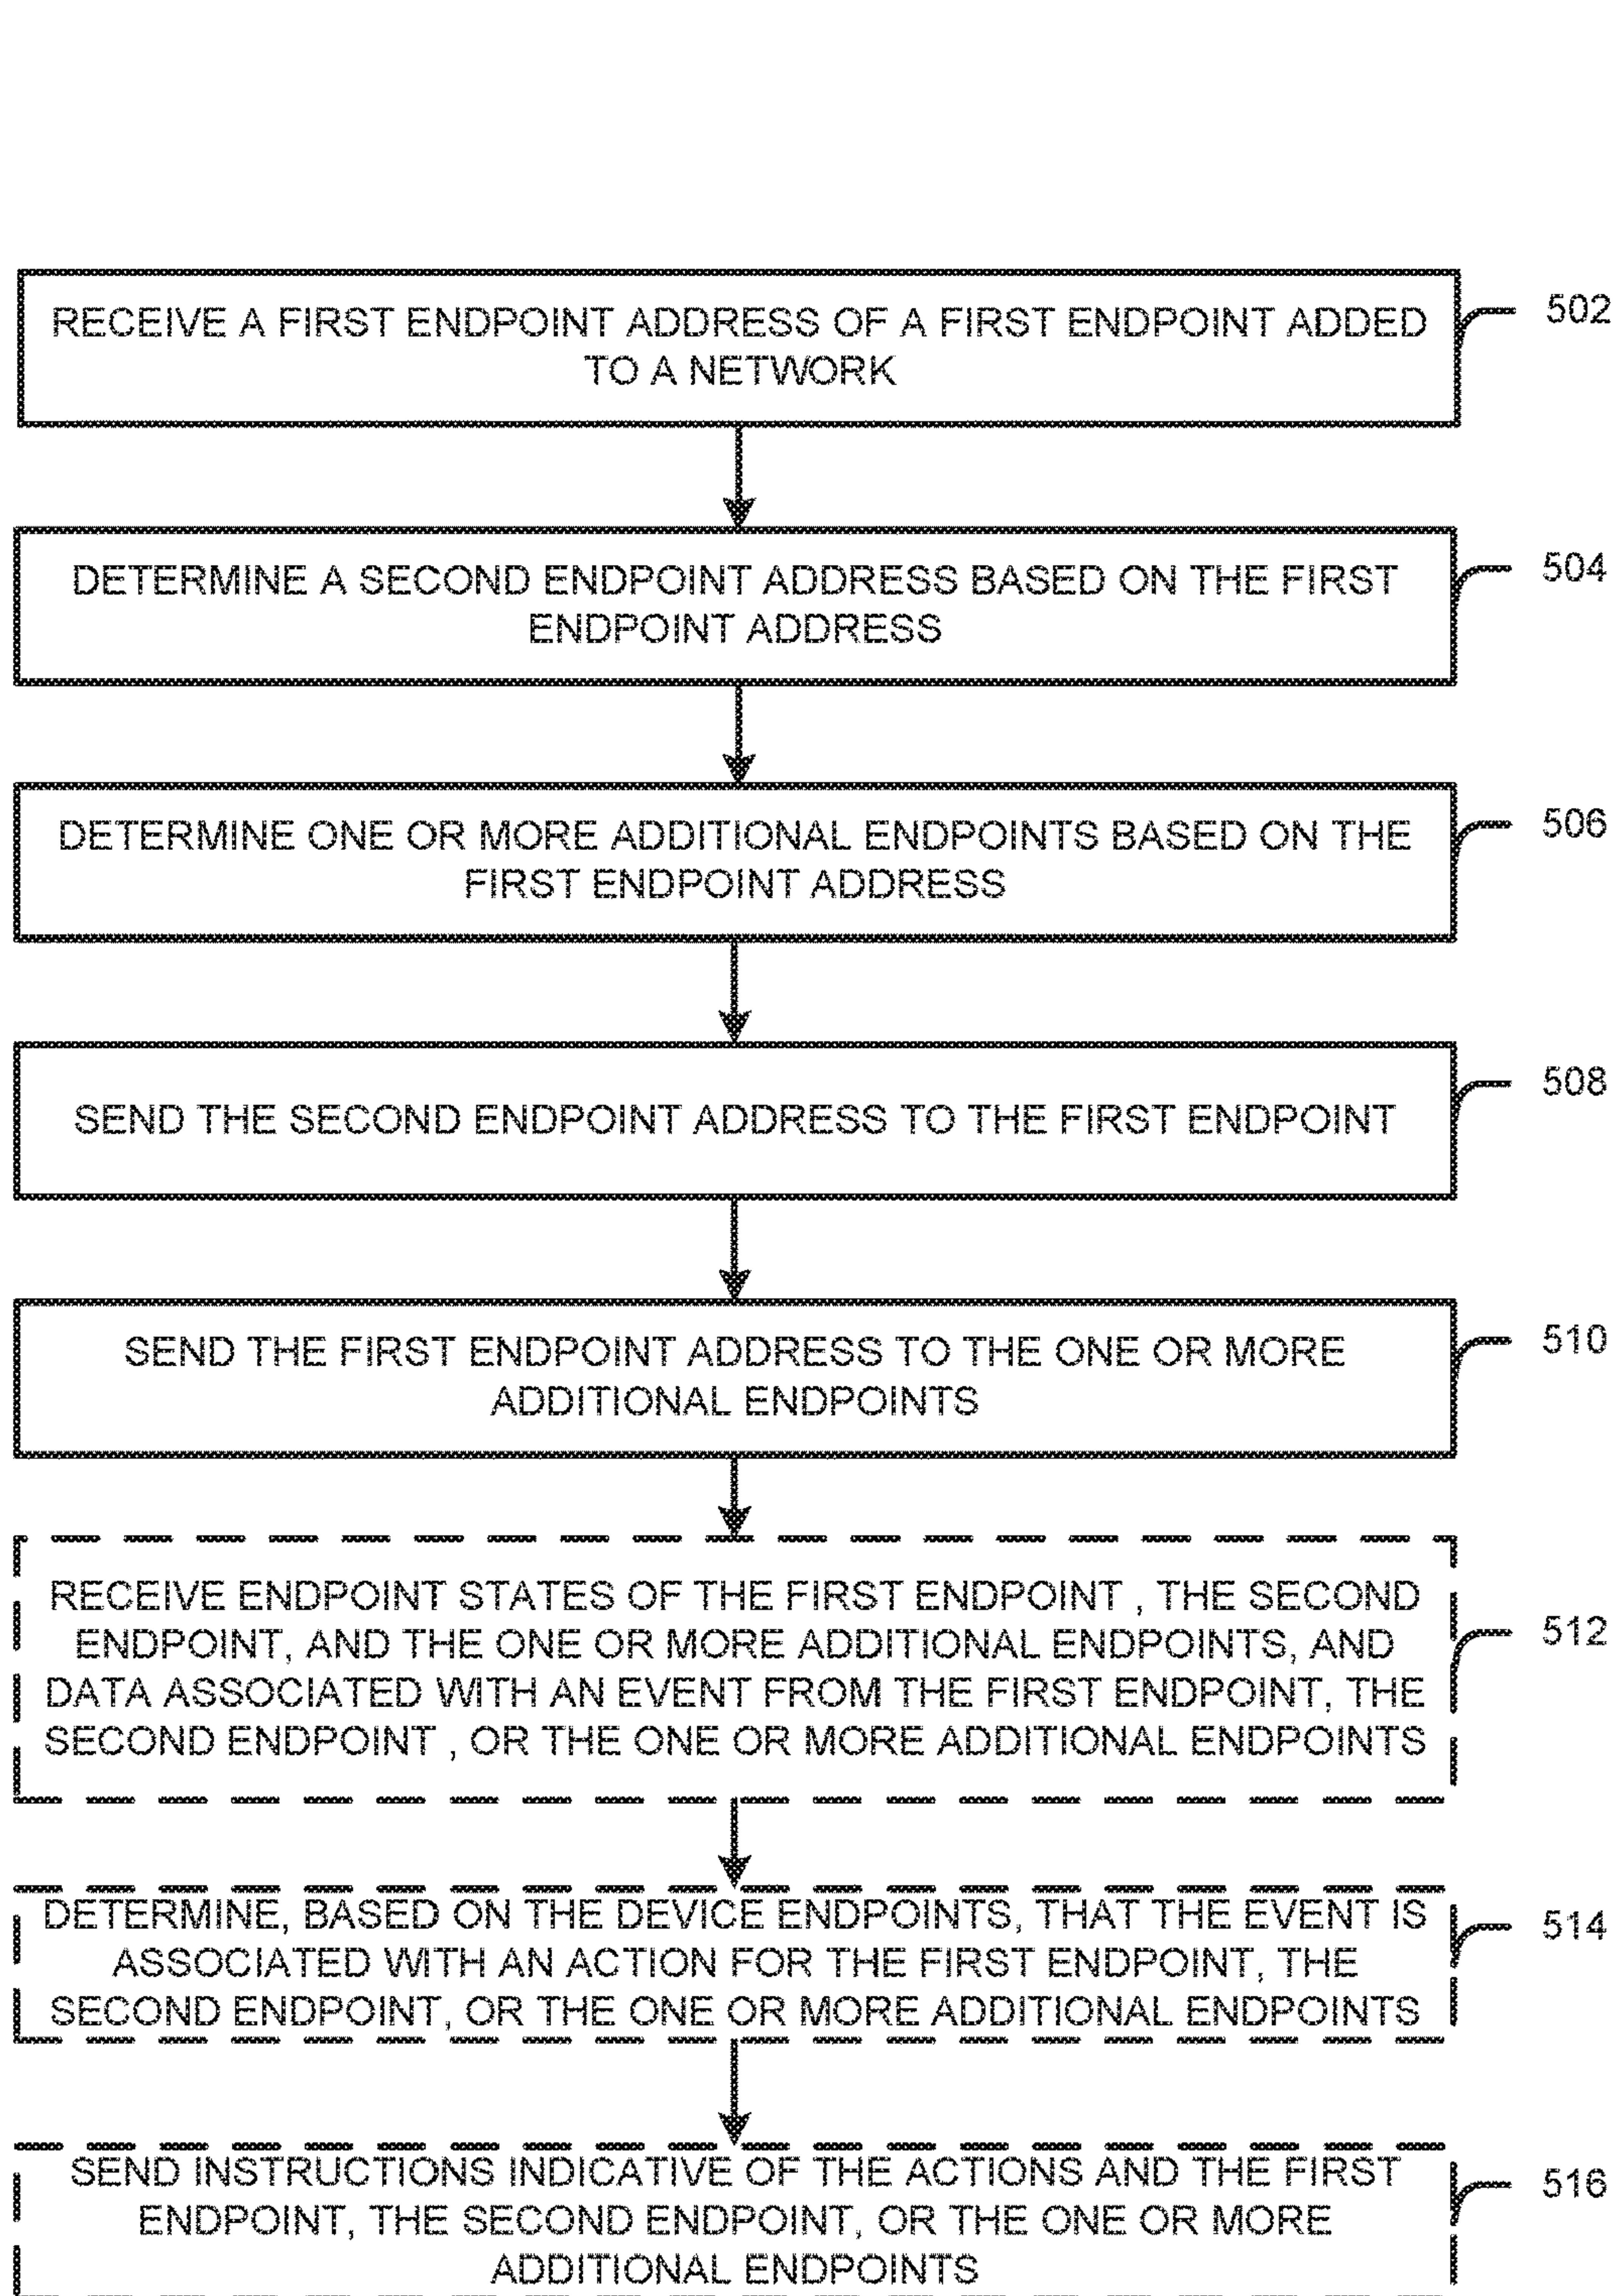 RECEIVE A FIRST ENDPOINT ADDRESS OF A FIRST ENDPOINT ADDED
TO A NETWORK
502
DETERMINE A SECOND ENDPOINT ADDRESS BASED ON THE FIRST
ENDPOINT ADDRESS
504
DETERMINE ONE OR MORE ADDITIONAL ENDPOINTS BASED ON THE
FIRST ENDPOINT ADDRESS
506
SEND THE SECOND ENDPOINT ADDRESS TO THE FIRST ENDPOINT
508
SEND THE FIRST ENDPOINT ADDRESS TO THE ONE OR MORE
ADDITIONAL ENDPOINTS
510
RECEIVE ENDPOINT STATES OF THE FIRST ENDPOINT , THE SECOND
ENDPOINT, AND THE ONE OR MORE ADDITIONAL ENDPOINTS, AND
DATA ASSOCIATED WITH AN EVENT FROM THE FIRST ENDPOINT, THE
SECOND ENDPOINT , OR THE ONE OR MORE ADDITIONAL ENDPOINTS
512
DETERMINE, BASED ON THE DEVICE ENDPOINTS, THAT THE EVENT IS
ASSOCIATED WITH AN ACTION FOR THE FIRST ENDPOINT, THE
SECOND ENDPOINT, OR THE ONE OR MORE ADDITIONAL ENDPOINTS
514
SEND INSTRUCTIONS INDICATIVE OF THE ACTIONS AND THE FIRST
ENDPOINT, THE SECOND ENDPOINT, OR THE ONE OR MORE
ADDITIONAL ENDPOINTS
516